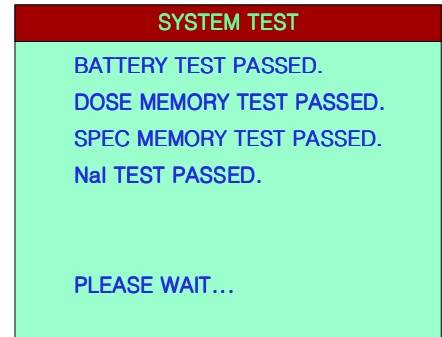 SYSTEM TEST
BATTERY TEST PASSED.
DOSE MEMORY TEST PASSED.
SPEC MEMORY TEST PASSED.
NaI TEST PASSED.
PLEASE WAIT...